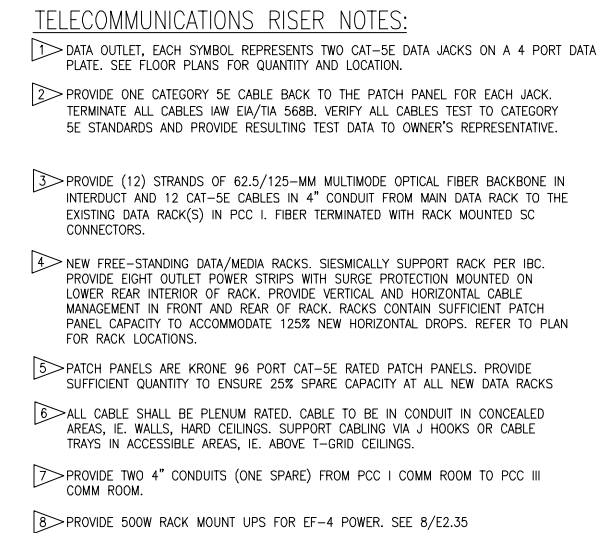 TELECOMMUNICATIONS RISER NOTES:
1 DATA OUTLET, EACH SYMBOL REPRESENTS TWO CAT-5E DATA JACKS ON A 4 PORT DATA
PLATE. SEE FLOOR PLANS FOR QUANTITY AND LOCATION.
2 PROVIDE ONE CATEGORY 5E CABLE BACK TO THE PATCH PANEL FOR EACH JACK.
TERMINATE ALL CABLES IAW EIA/TIA 568B. VERIFY ALL CABLES TEST TO CATEGORY
5E STANDARDS AND PROVIDE RESULTING TEST DATA TO OWNER'S REPRESENTATIVE.
3 PROVIDE (12) STRANDS OF 62.5/125-MM MULTIMODE OPTICAL FIBER BACKBONE IN
INTERDUCT AND 12 CAT-5E CABLES IN 4" CONDUIT FROM MAIN DATA RACK TO THE
EXISTING DATA RACK(S) IN PCC I. FIBER TERMINATED WITH RACK MOUNTED SC
CONNECTORS.
4 NEW FREE-STANDING DATA/MEDIA RACKS. SIESMICALLY SUPPORT RACK PER IBC.
PROVIDE EIGHT OUTLET POWER STRIPS WITH SURGE PROTECTION MOUNTED ON
LOWER REAR INTERIOR OF RACK. PROVIDE VERTICAL AND HORIZONTAL CABLE
MANAGEMENT IN FRONT AND REAR OF RACK. RACKS CONTAIN SUFFICIENT PATCH
PANEL CAPACITY TO ACCOMMODATE 125% NEW HORIZONTAL DROPS. REFER TO PLAN
FOR RACK LOCATIONS.
5 PATCH PANELS ARE KRONE 96 PORT CAT-5E RATED PATCH PANELS. PROVIDE
SUFFICIENT QUANTITY TO ENSURE 25% SPARE CAPACITY AT ALL NEW DATA RACKS
6 ALL CABLE SHALL BE PLENUM RATED. CABLE TO BE IN CONDUIT IN CONCEALED
AREAS, IE. WALLS, HARD CEILINGS. SUPPORT CABLING VIA J HOOKS OR CABLE
TRAYS IN ACCESSIBLE AREAS, IE. ABOVE T-GRID CEILINGS.
7 PROVIDE TWO 4" CONDUITS (ONE SPARE) FROM PCC I COMM ROOM TO PCC III
COMM ROOM.
8 PROVIDE 500W RACK MOUNT UPS FOR EF-4 POWER. SEE 8/E2.35